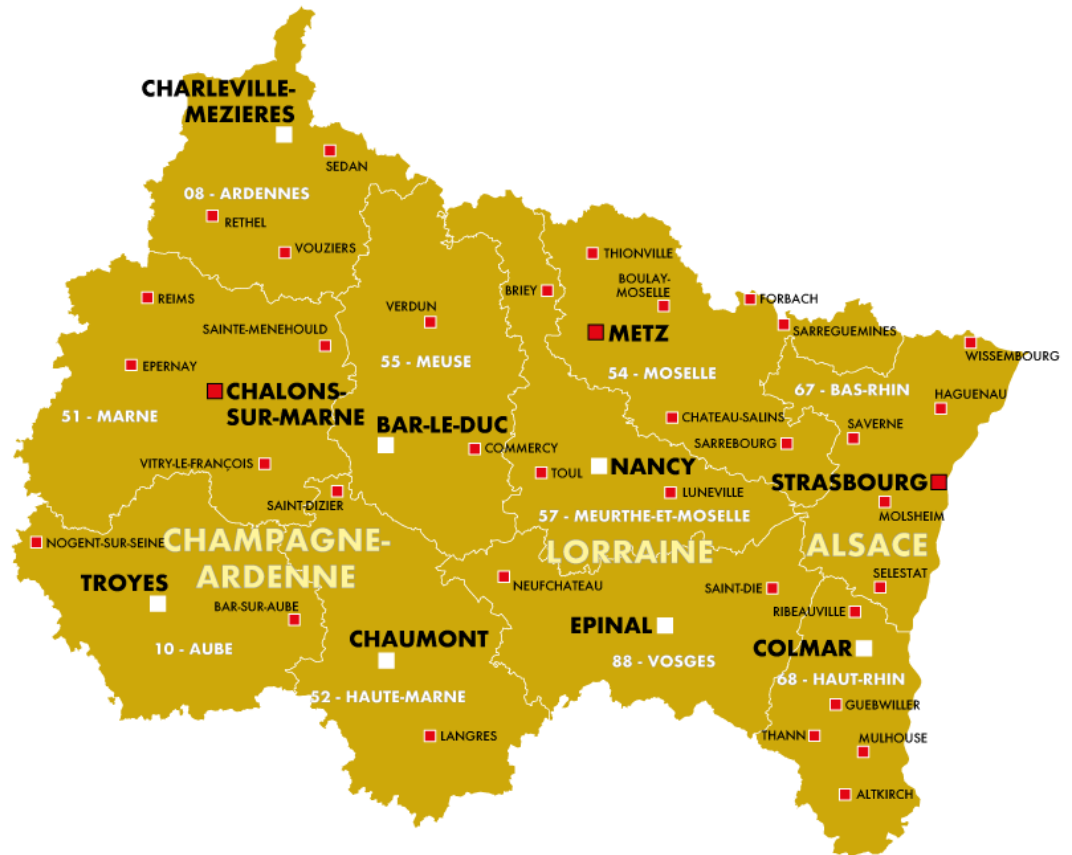 CHARLEVILLE-
MEZIERES
SEDAN
08 - ARDENNES
RETHEL
VOUZIERS
THIONVILLE
BOULAY-
MOSELLE
BRIEY
REIMS
FORBACH
VERDUN
SAINTE-MENEHOULD
SARREGUEMINES
METZ
WISSEMBOURG
EPERNAY
55 - MEUSE
54 - MOSELLE
CHALONS-
SUR-MARNE
67 - BAS-RHIN
HAGUENAU
51 - MARNE
CHATEAU-SALINS
BAR-LE-DUC
SAVERNE
SARREBOURG
COMMERCY
VITRY-LE-FRANÇOIS
TOUL
NANCY
STRASBOURG
SAINT-DIZIER
LUNEVILLE
57 - MEURTHE-ET-MOSELLE
MOLSHEIM
NOGENT-SUR-SEINE
CHAMPAGNE-
ARDENNE
LORRAINE
ALSACE
TROYES
NEUFCHATEAU
SAINT-DIE
SELESTAT
BAR-SUR-AUBE
RIBEAUVILLE
EPINAL
CHAUMONT
COLMAR
10 - AUBE
88 - VOSGES
68 - HAUT-RHIN
52 - HAUTE-MARNE
GUEBWILLER
LANGRES
THANN
MULHOUSE
ALTKIRCH